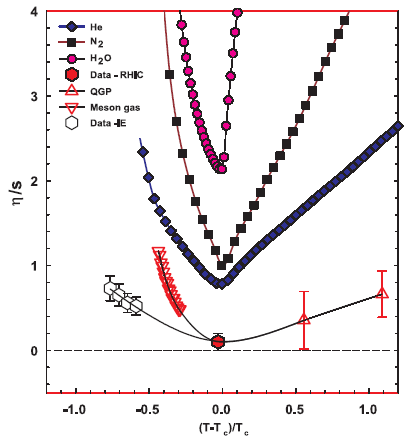 He
N2
H2O
Data - RHIC
QGP
Meson gas
Data -IE
η/s
4
3
2
1
0
-1.0 -0.5 0.0 0.5 1.0
(T-Tc)/Tc